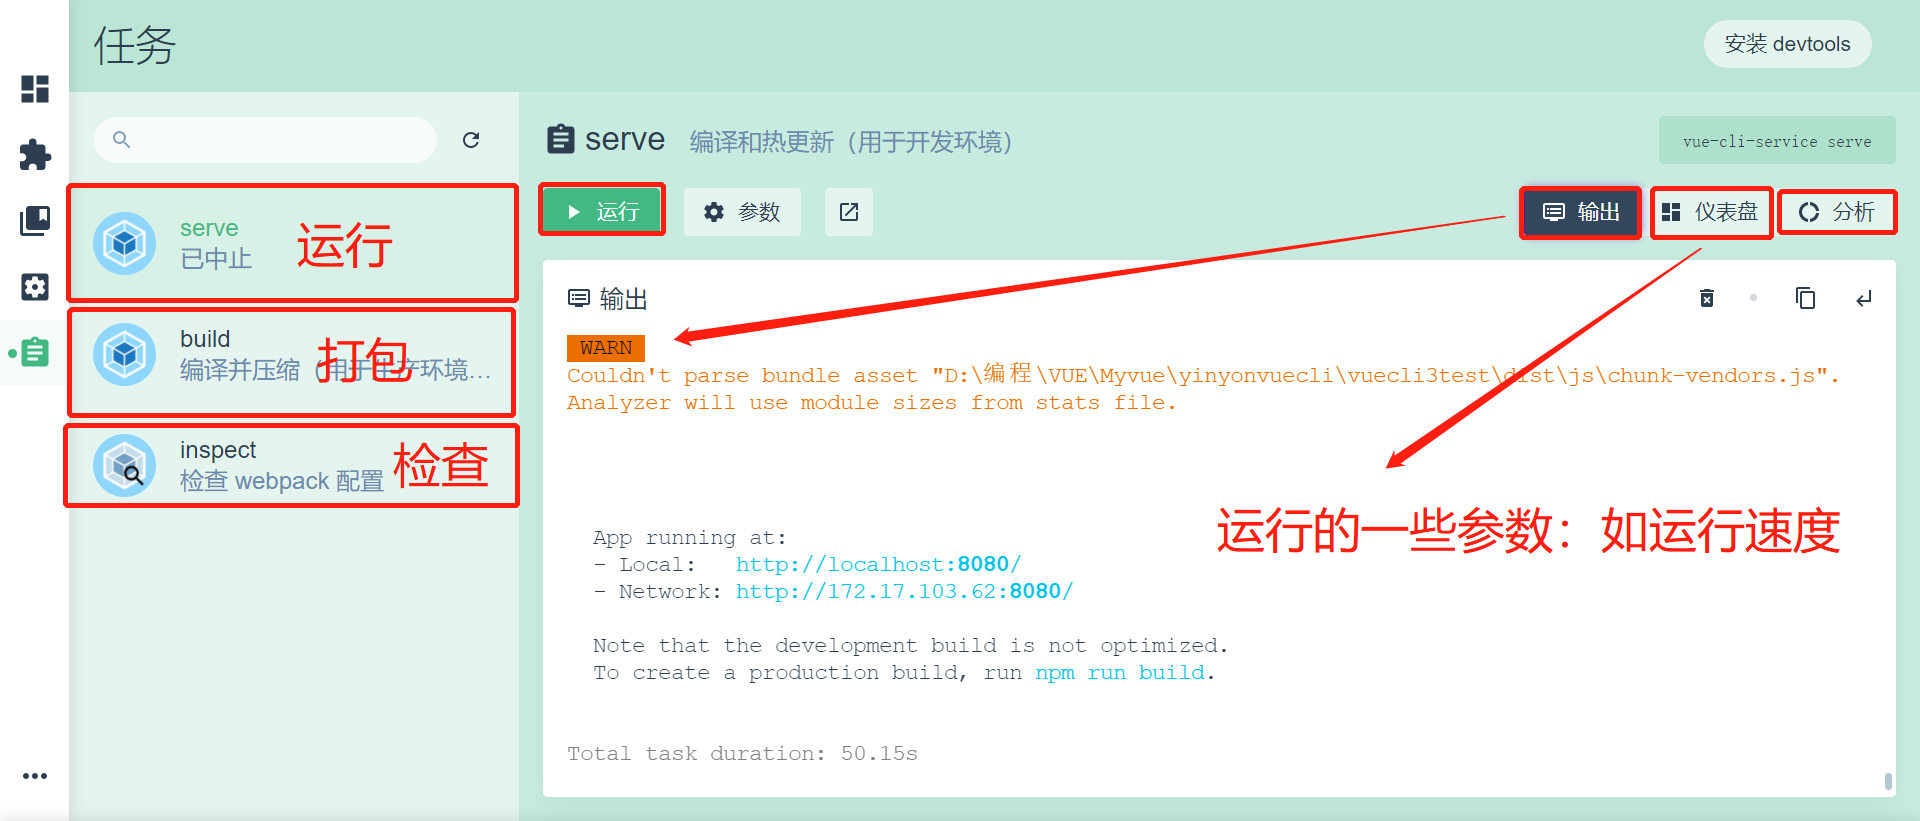 任务
安装 devtools
serve
已中止
运行
build
编译并压缩（用于生产环境...
打包
inspect
检查 webpack 配置
检查
serve 编译和热更新（用于开发环境）
vue-cli-service serve
运行
参数
输出
仪表盘
分析
输出
WARN
Couldn't parse bundle asset "D:\编程\VUE\Myvue\yinyonvuecli\vuecli3test\dist\js\chunk-vendors.js".
Analyzer will use module sizes from stats file.
App running at:
- Local: http://localhost:8080/
- Network: http://172.17.103.62:8080/
运行的一些参数：如运行速度
Note that the development build is not optimized.
To create a production build, run npm run build.
Total task duration: 50.15s